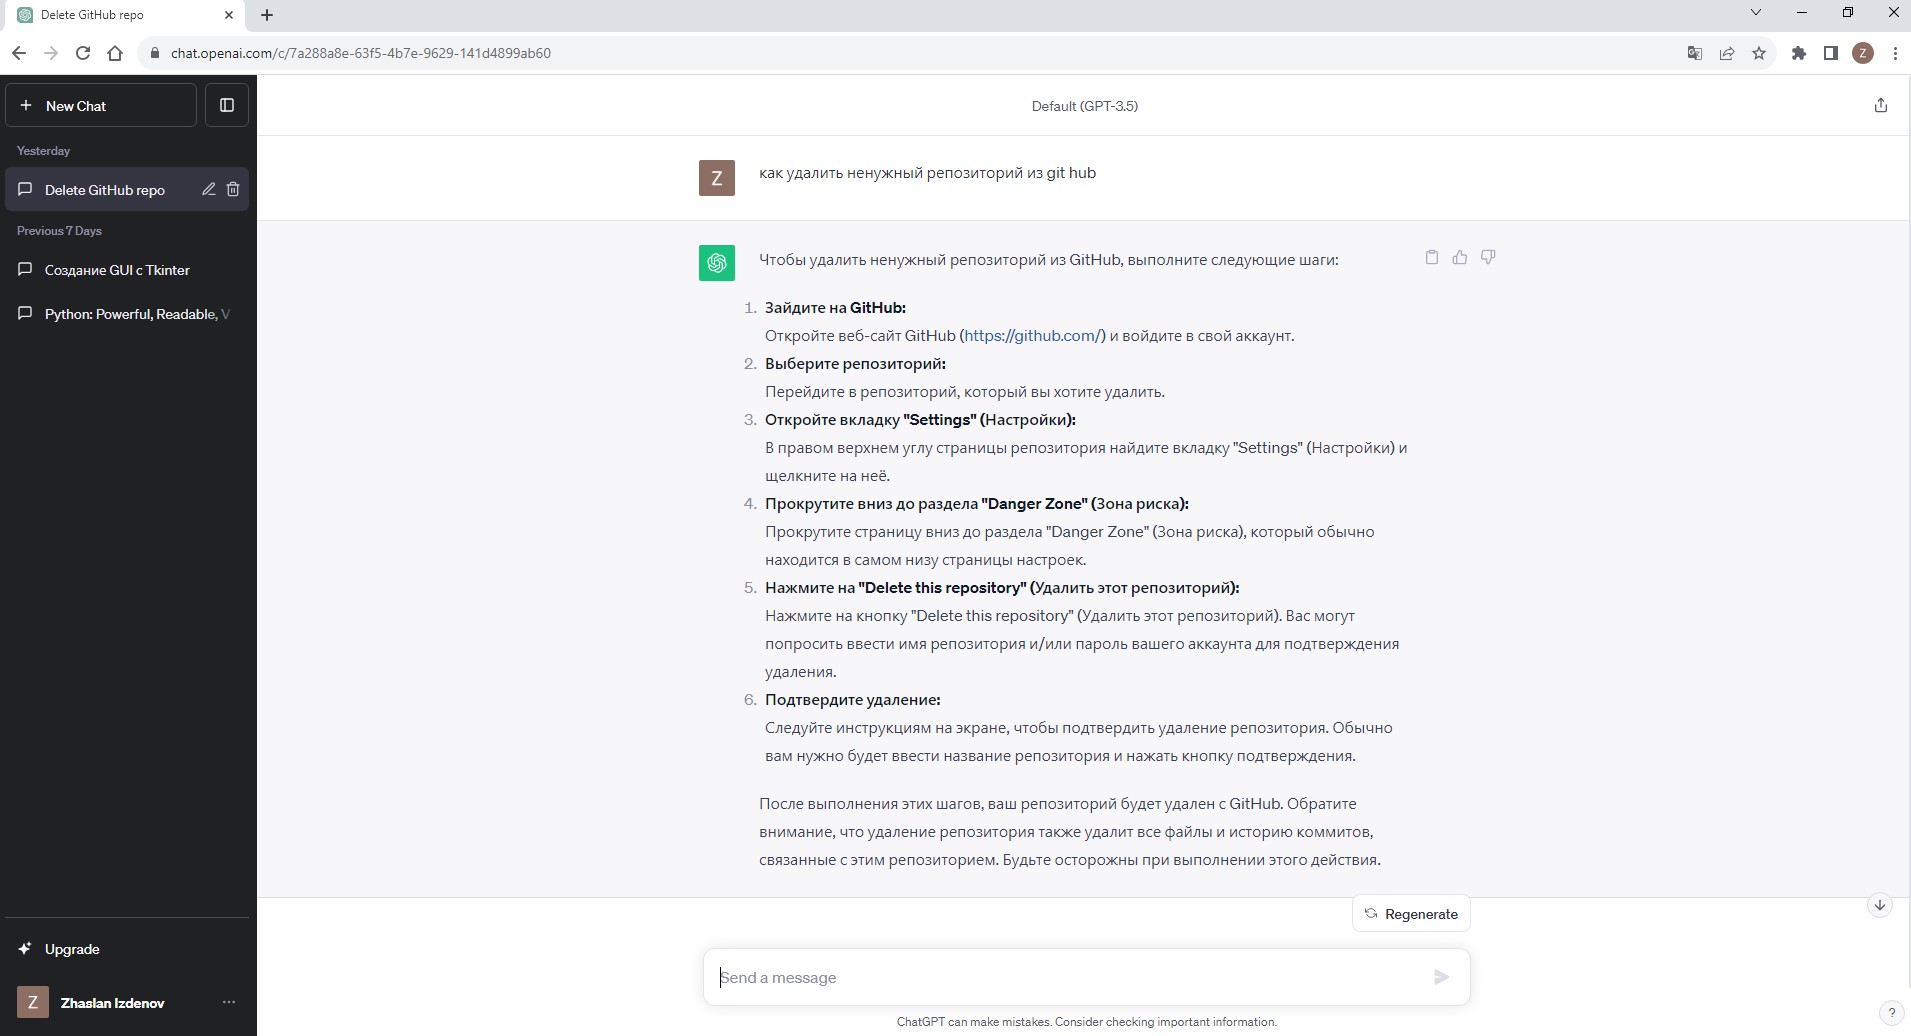 Delete GitHub repo
chat.openai.com/c/7a288a8e-63f5-4b7e-9629-141d4899ab60
Z
New Chat
Default (GPT-3.5)
Yesterday
Delete GitHub repo
Previous 7 Days
Создание GUI с Tkinter
Python: Powerful, Readable, V
Z
как удалить ненужный репозиторий из git hub
Чтобы удалить ненужный репозиторий из GitHub, выполните следующие шаги:
1. Зайдите на GitHub:
Откройте веб-сайт GitHub (https://github.com/) и войдите в свой аккаунт.
2. Выберите репозиторий:
Перейдите в репозиторий, который вы хотите удалить.
3. Откройте вкладку "Settings" (Настройки):
В правом верхнем углу страницы репозитория найдите вкладку "Settings" (Настройки) и
щелкните на неё.
4. Прокрутите вниз до раздела "Danger Zone" (Зона риска):
Прокрутите страницу вниз до раздела "Danger Zone" (Зона риска), который обычно
находится в самом низу страницы настроек.
5. Нажмите на "Delete this repository" (Удалить этот репозиторий):
Нажмите на кнопку "Delete this repository" (Удалить этот репозиторий). Вас могут
попросить ввести имя репозитория и/или пароль вашего аккаунта для подтверждения
удаления.
6. Подтвердите удаление:
Следуйте инструкциям на экране, чтобы подтвердить удаление репозитория. Обычно
вам нужно будет ввести название репозитория и нажать кнопку подтверждения.
После выполнения этих шагов, ваш репозиторий будет удален с GitHub. Обратите
внимание, что удаление репозитория также удалит все файлы и историю коммитов,
связанные с этим репозиторием. Будьте осторожны при выполнении этого действия.
Regenerate
Send a message
ChatGPT can make mistakes. Consider checking important information.
Upgrade
Z
Zhaslan Izdenov
?